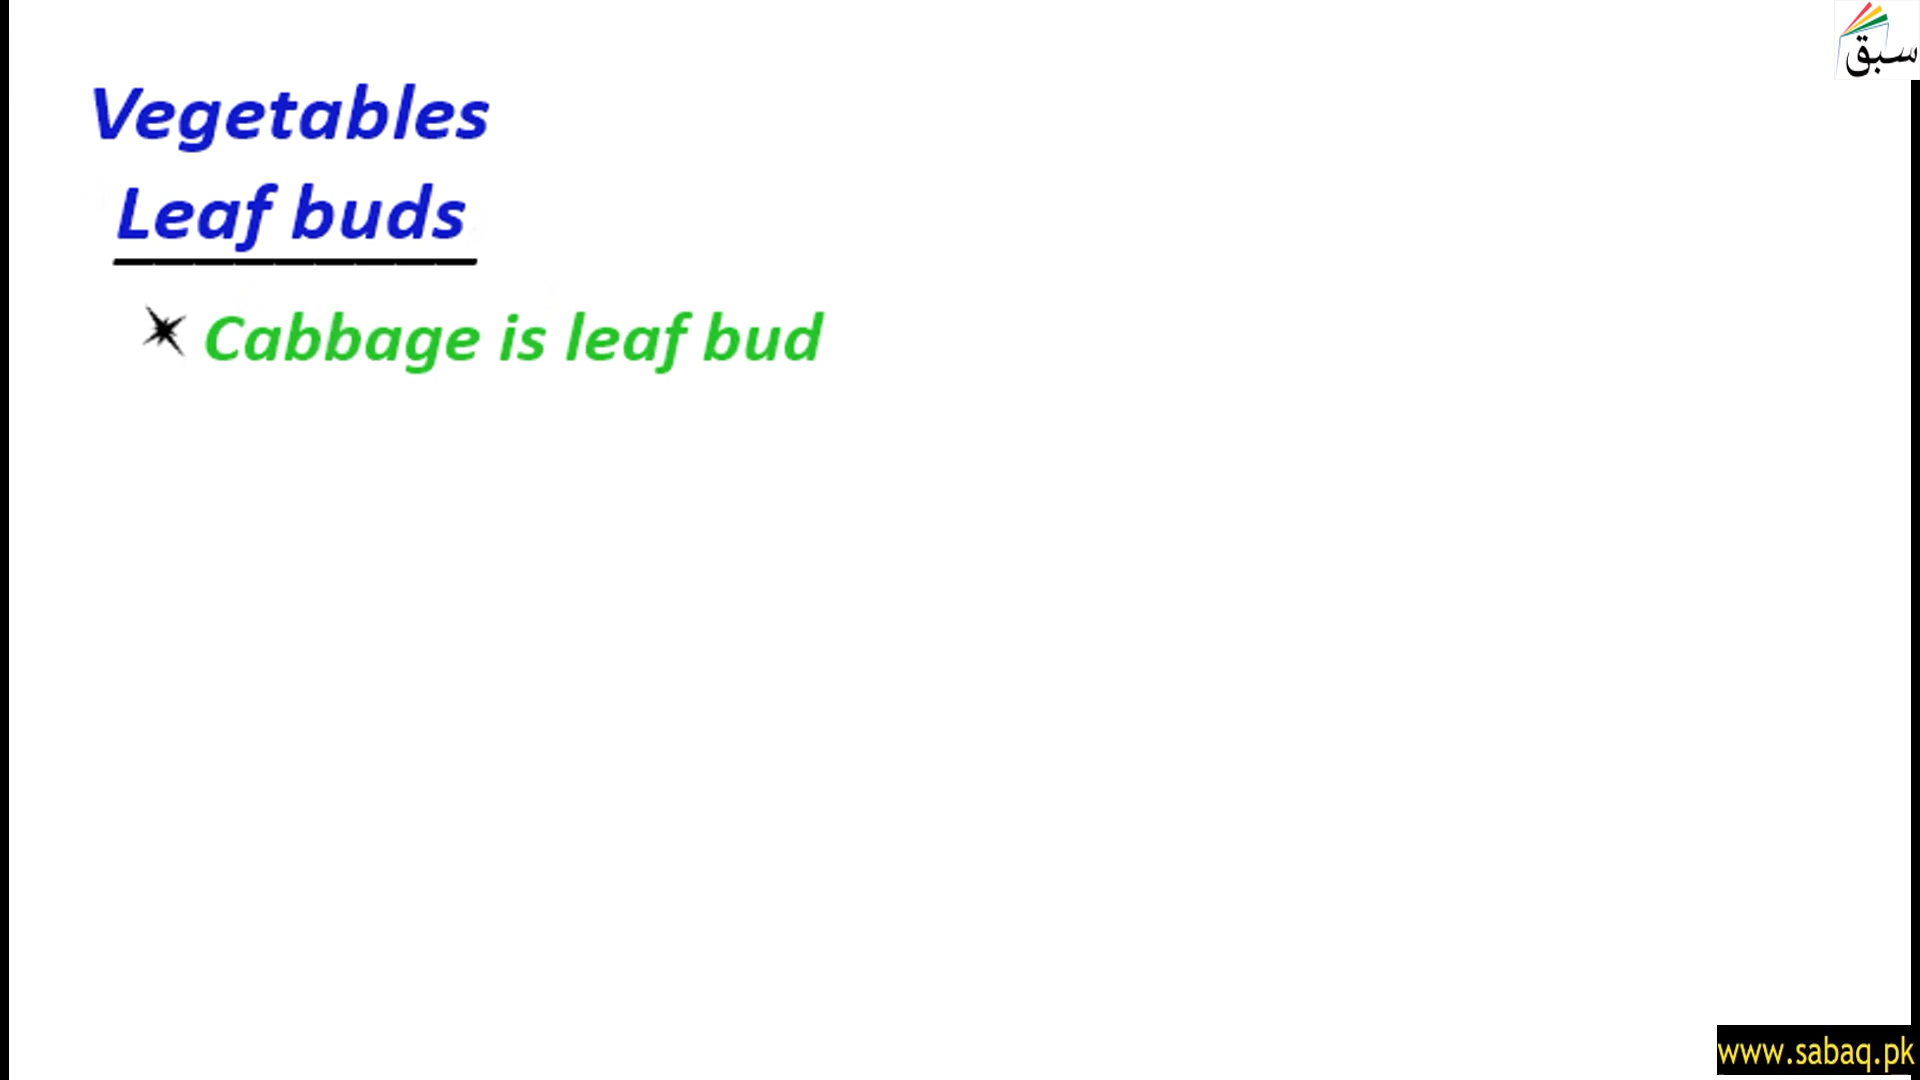 سبق
Vegetables
Leaf buds
Cabbage is leaf bud
www.sabaq.pk